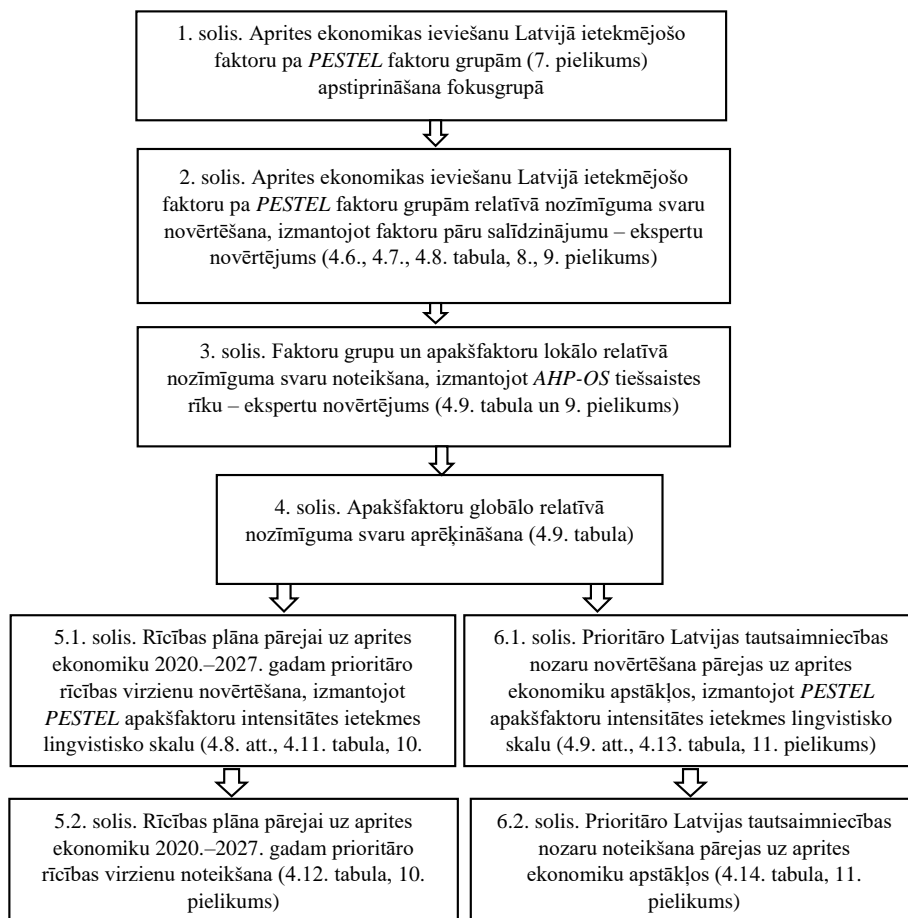 1. solis. Aprites ekonomikas ieviešanu Latvijā ietekmējošo
faktoru pa PESTEL faktoru grupām (7. pielikums)
apstiprināšana fokusgrupā
2. solis. Aprites ekonomikas ieviešanu Latvijā ietekmējošo
faktoru pa PESTEL faktoru grupām relatīvā nozīmīguma svaru
novērtēšana, izmantojot faktoru pāru salīdzinājumu – ekspertu
novērtējums (4.6., 4.7., 4.8. tabula, 8., 9. pielikums)
3. solis. Faktoru grupu un apakšfaktoru lokālo relatīvā
nozīmīguma svaru noteikšana, izmantojot AHP-OS tiešsaistes
rīku – ekspertu novērtējums (4.9. tabula un 9. pielikums)
4. solis. Apakšfaktoru globālo relatīvā
nozīmīguma svaru aprēķināšana (4.9. tabula)
5.1. solis. Rīcības plāna pārejai uz aprites
ekonomiku 2020.–2027. gadam prioritāro
rīcības virzienu novērtēšana, izmantojot
PESTEL apakšfaktoru intensitātes ietekmes
lingvistisko skalu (4.8. att., 4.11. tabula, 10.
6.1. solis. Prioritāro Latvijas tautsaimniecības
nozaru novērtēšana pārejas uz aprites
ekonomiku apstākļos, izmantojot PESTEL
apakšfaktoru intensitātes ietekmes lingvistisko
skalu (4.9. att., 4.13. tabula, 11. pielikums)
5.2. solis. Rīcības plāna pārejai uz aprites
ekonomiku 2020.–2027. gadam prioritāro
rīcības virzienu noteikšana (4.12. tabula, 10.
pielikums)
6.2. solis. Prioritāro Latvijas tautsaimniecības
nozaru noteikšana pārejas uz aprites
ekonomiku apstākļos (4.14. tabula, 11.
pielikums)